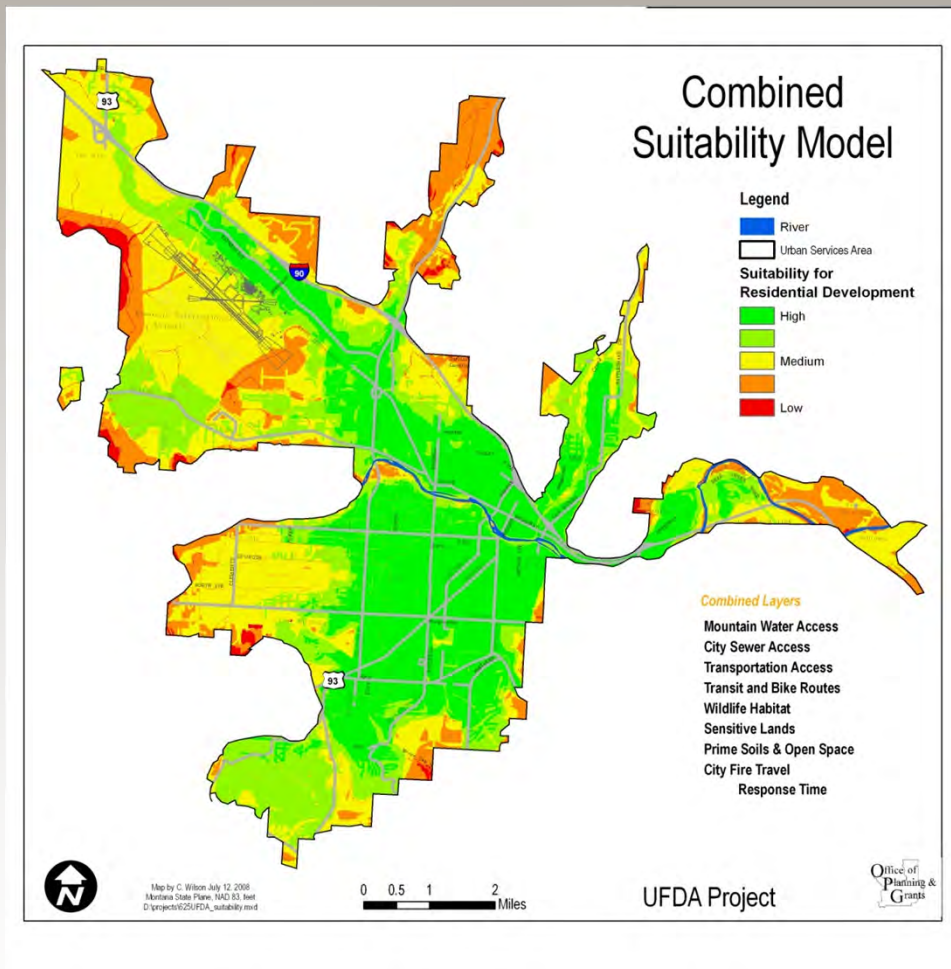 Combined
Suitability Model
Legend
River
Urban Services Area
Suitability for
Residential Development
High
Medium
Low
93
90
93
Combined Layers
Mountain Water Access
City Sewer Access
Transportation Access
Transit and Bike Routes
Wildlife Habitat
Sensitive Lands
Prime Soils & Open Space
City Fire Travel
Response Time
N
Map by C. Wilson July 12, 2008
Montana State Plane, NAD 83, feet
D:\projects\625UFDA_suitability.mxd
0 0.5 1 2
Miles
UFDA Project
Office of
Planning &
Grants